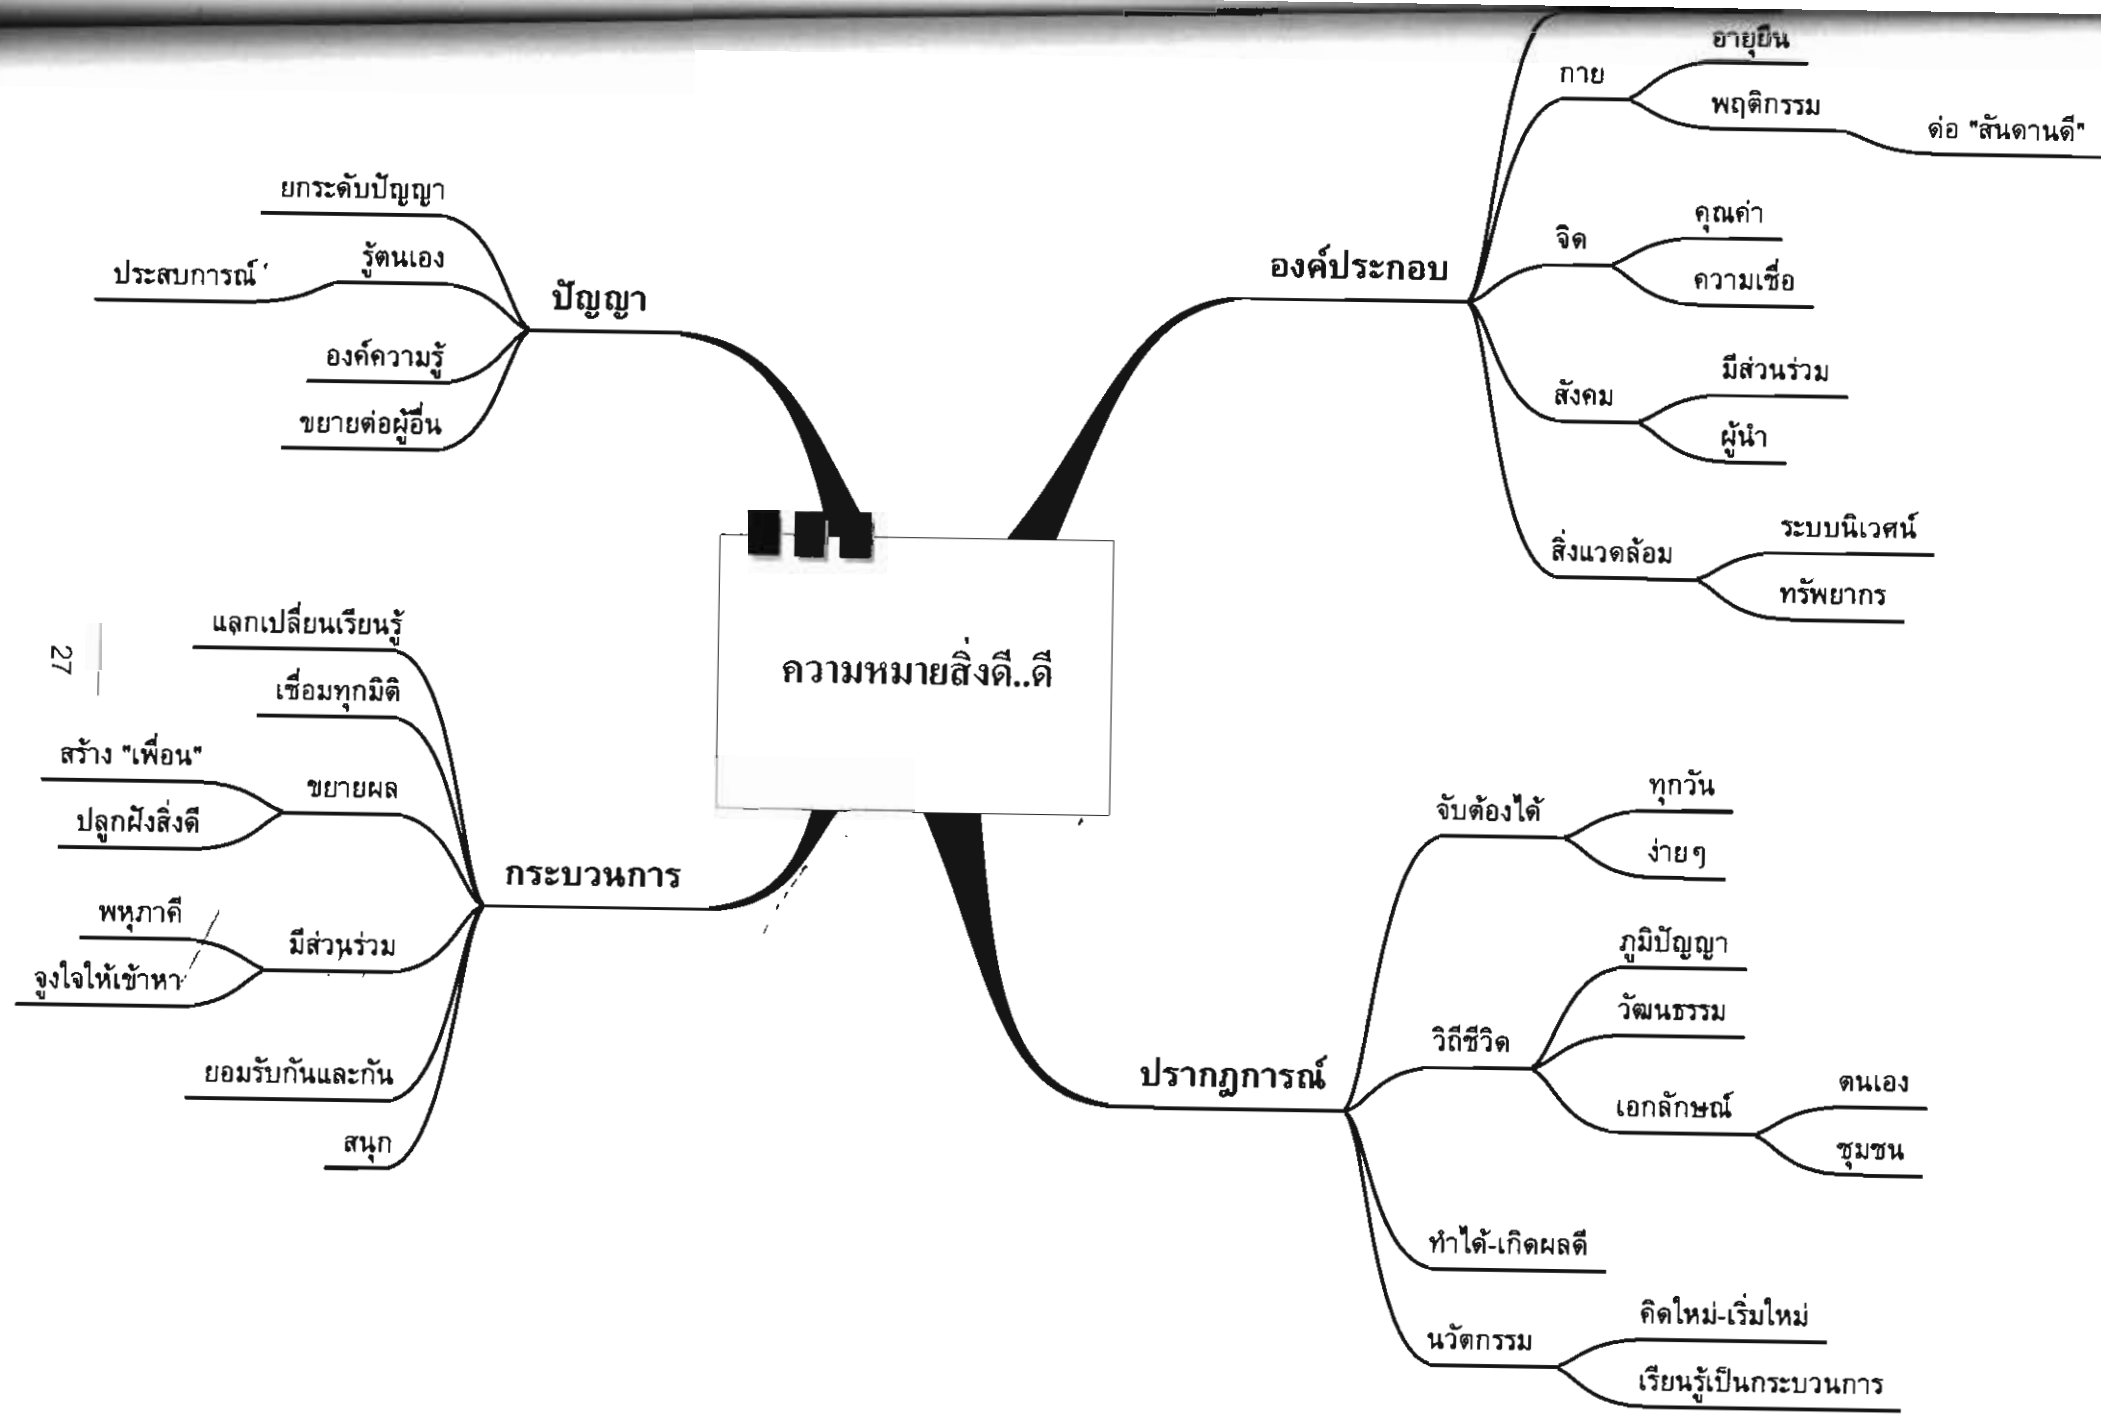 ความหมายสิ่งดี..ดี
องค์ประกอบ
กาย
อายุยืน
พฤติกรรม
ต่อ "สันดานดี"
จิต
คุณค่า
ความเชื่อ
สังคม
มีส่วนร่วม
ผู้นำ
สิ่งแวดล้อม
ระบบนิเวศน์
ทรัพยากร
ปรากฏการณ์
จับต้องได้
ทุกวัน
ง่ายๆ
วิถีชีวิต
ภูมิปัญญา
วัฒนธรรม
เอกลักษณ์
ตนเอง
ชุมชน
ทำได้-เกิดผลดี
นวัตกรรม
คิดใหม่-เริ่มใหม่
เรียนรู้เป็นกระบวนการ
ปัญญา
ยกระดับปัญญา
รู้ตนเอง
ประสบการณ์
องค์ความรู้
ขยายต่อผู้อื่น
กระบวนการ
แลกเปลี่ยนเรียนรู้
เชื่อมทุกมิติ
ขยายผล
สร้าง "เพื่อน"
ปลูกฝังสิ่งดี
มีส่วนร่วม
พหุภาคี
จูงใจให้เข้าหา
ยอมรับกันและกัน
สนุก
27